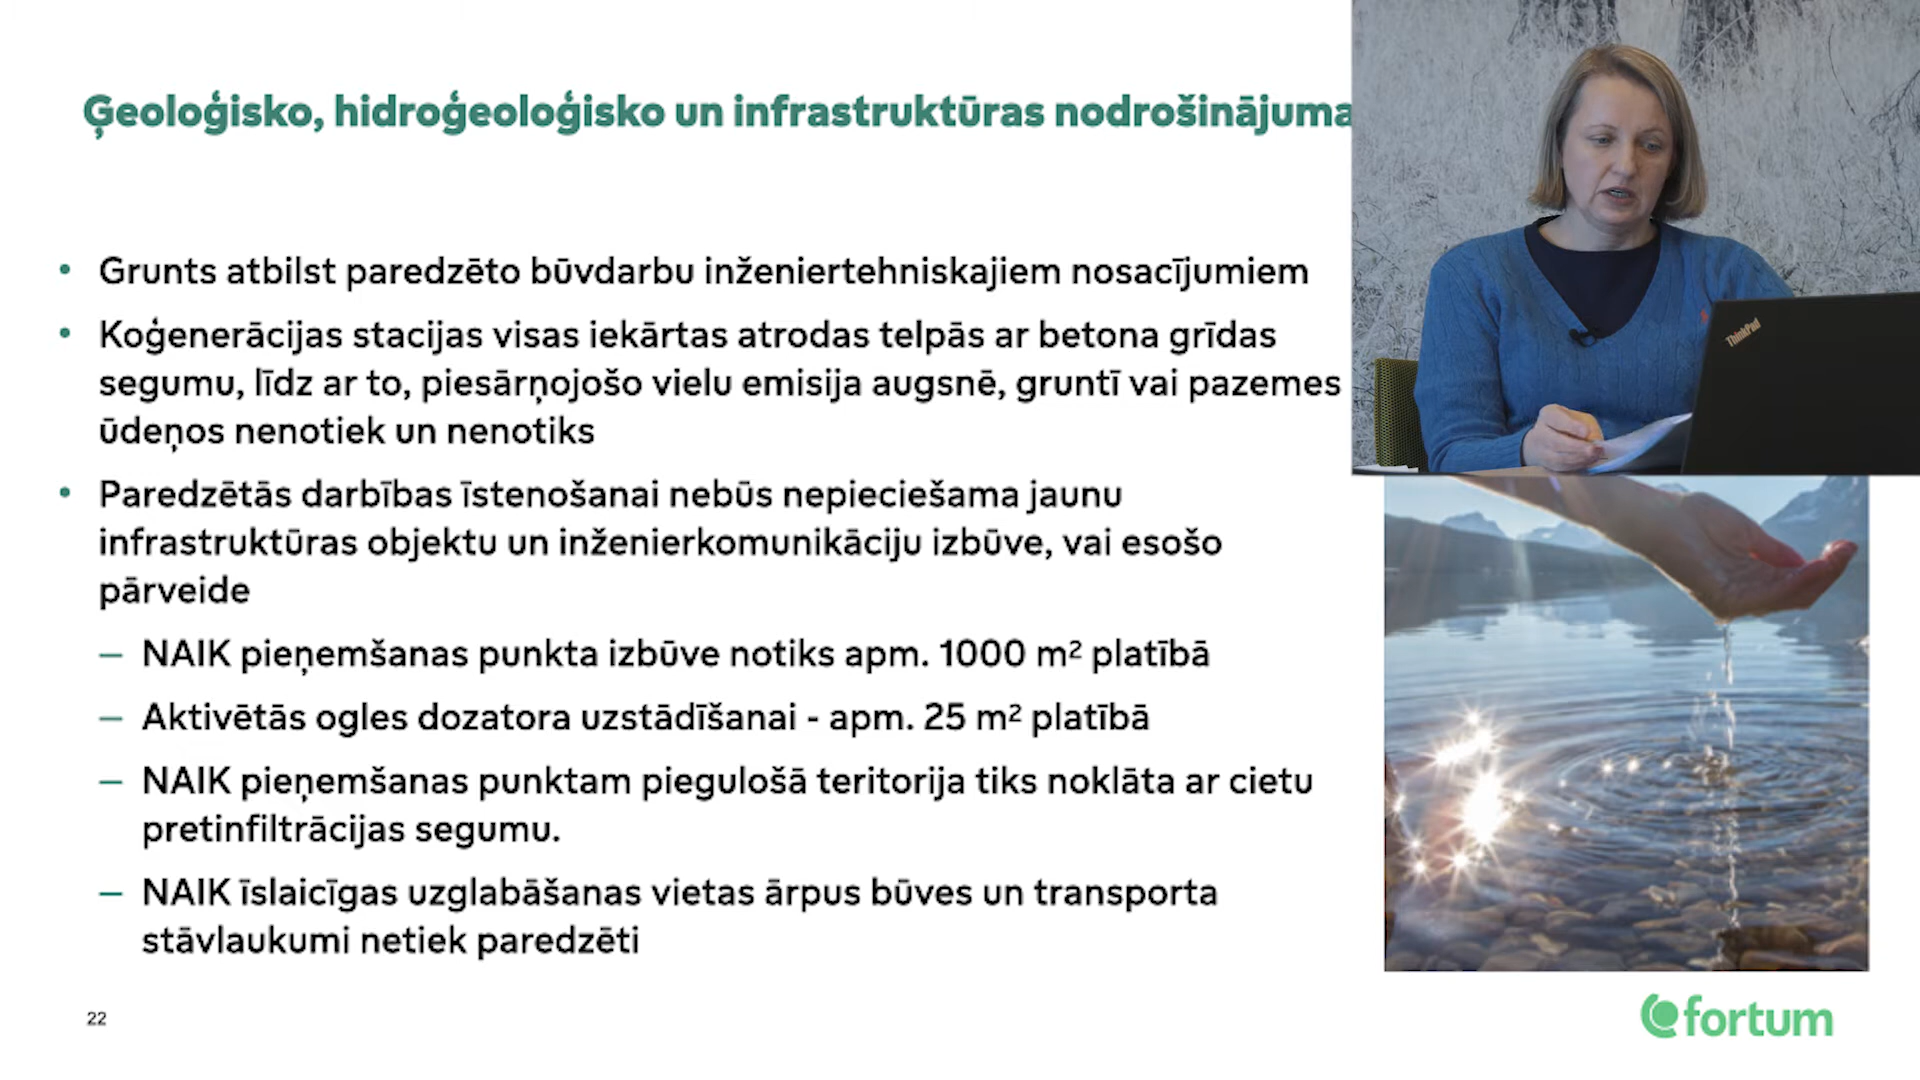 Ģeoloģisko, hidroģeoloģisko un infrastruktūras nodrošinājuma
• Grunts atbilst paredzēto būvdarbu inženiertehniskajiem nosacījumiem
• Koģenerācijas stacijas visas iekārtas atrodas telpās ar betona grīdas
segumu, līdz ar to, piesārņojošo vielu emisija augsnē, gruntī vai pazemes
ūdeņos nenotiek un nenotiks
• Paredzētās darbības īstenošanai nebūs nepieciešama jaunu
infrastruktūras objektu un inženierkomunikāciju izbūve, vai esošo
pārveide
– NAIK pieņemšanas punkta izbūve notiks apm. 1000 m² platībā
– Aktivētās ogles dozatora uzstādīšanai - apm. 25 m² platībā
– NAIK pieņemšanas punktam piegulošā teritorija tiks noklāta ar cietu
pretinfiltrācijas segumu.
– NAIK īslaicīgas uzglabāšanas vietas ārpus būves un transporta
stāvlaukumi netiek paredzēti
ThinkPad
22
fortum